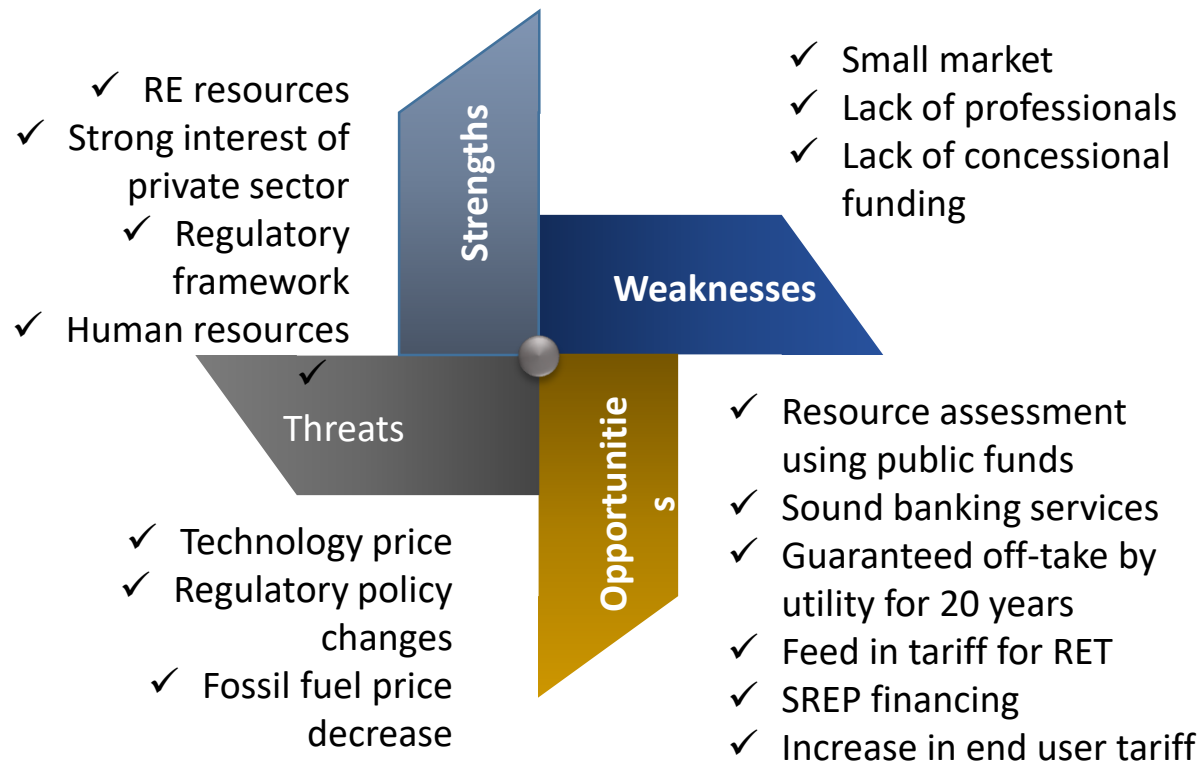 ✓ RE resources
✓ Strong interest of
private sector
✓ Regulatory
framework
✓ Human resources
✓
Strengths
✓ Small market
✓ Lack of professionals
✓ Lack of concessional
funding
Weaknesses
Threats
✓ Technology price
✓ Regulatory policy
changes
✓ Fossil fuel price
decrease
Opportunitie
s
✓ Resource assessment
using public funds
✓ Sound banking services
✓ Guaranteed off-take by
utility for 20 years
✓ Feed in tariff for RET
✓ SREP financing
✓ Increase in end user tariff